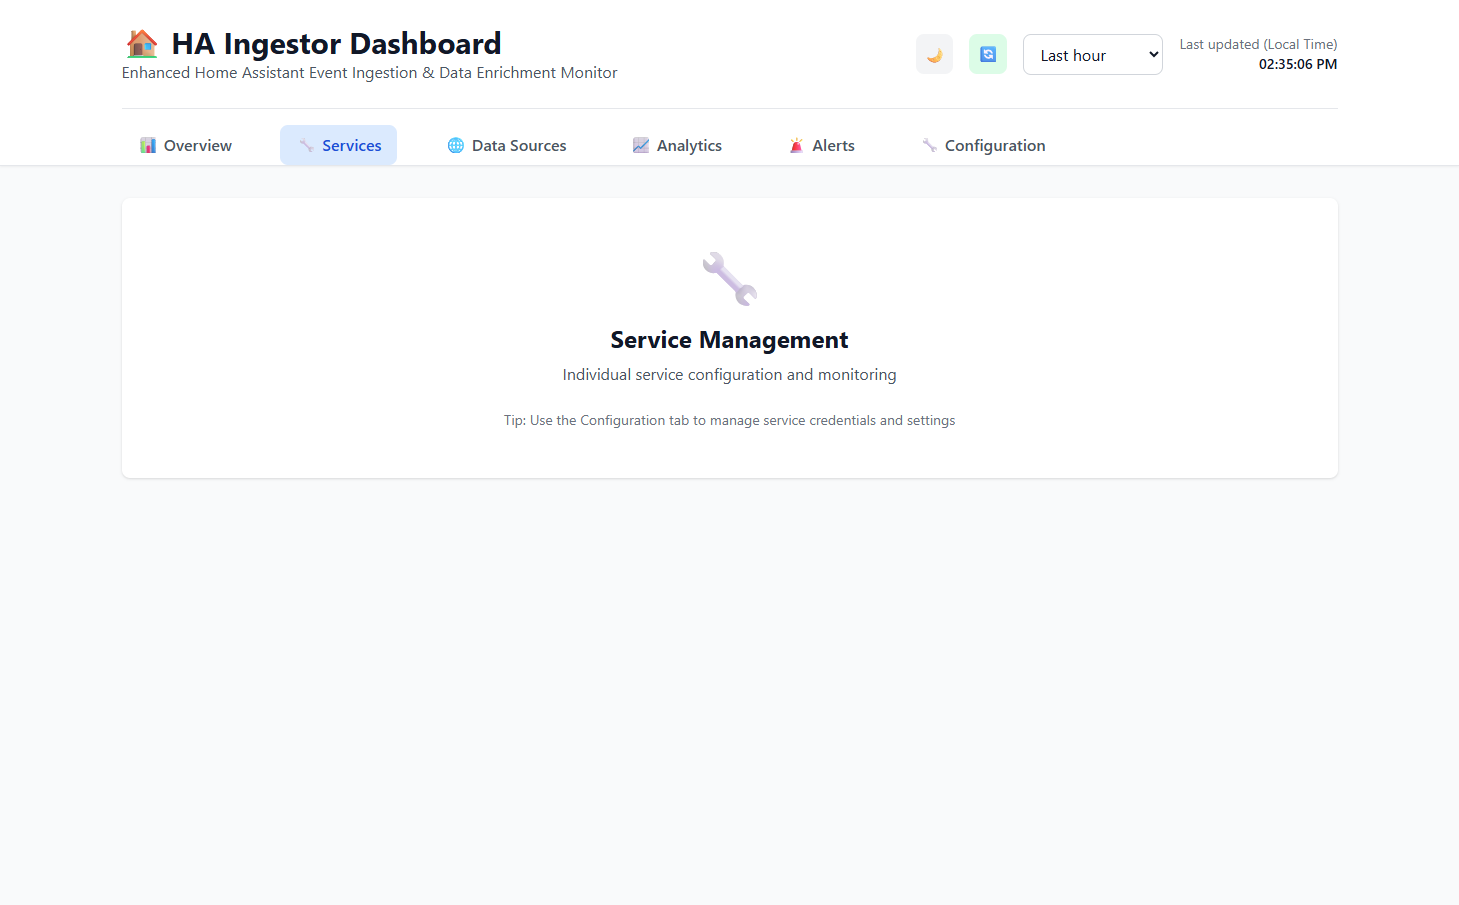 HA Ingestor Dashboard
Enhanced Home Assistant Event Ingestion & Data Enrichment Monitor
Last hour
Last updated (Local Time)
02:35:06 PM
Overview
Services
Data Sources
Analytics
Alerts
Configuration
Service Management
Individual service configuration and monitoring
Tip: Use the Configuration tab to manage service credentials and settings